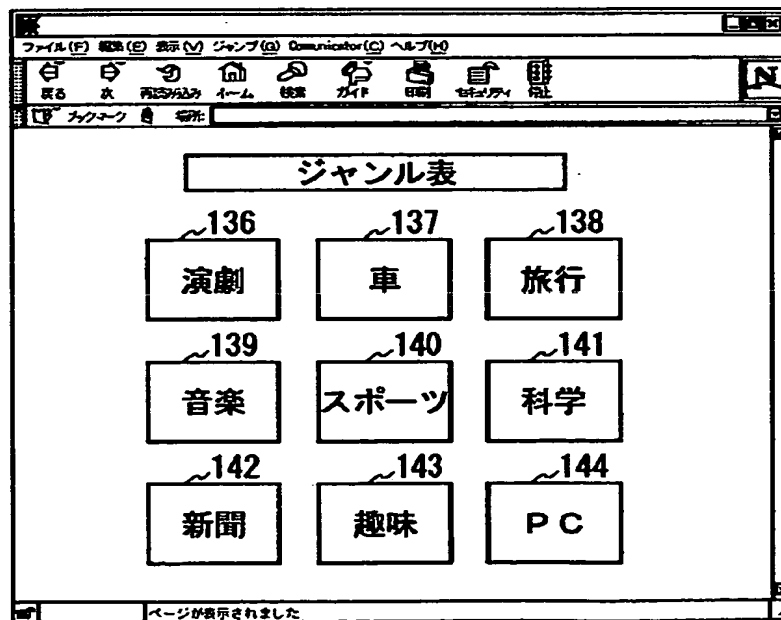 ファイル(F) 編集(E) 表示(V) ジャンプ(G) Comunicator(C) ヘルプ(H)
戻る 次 再読み込み ホーム 検索 ガイド 印刷 セキュリティ 停止
N
ブックマーク 場所:
ジャンル表
136 137 138
演劇 車 旅行
139 140 141
音楽 スポーツ 科学
142 143 144
新聞 趣味 PC
ページが表示されました